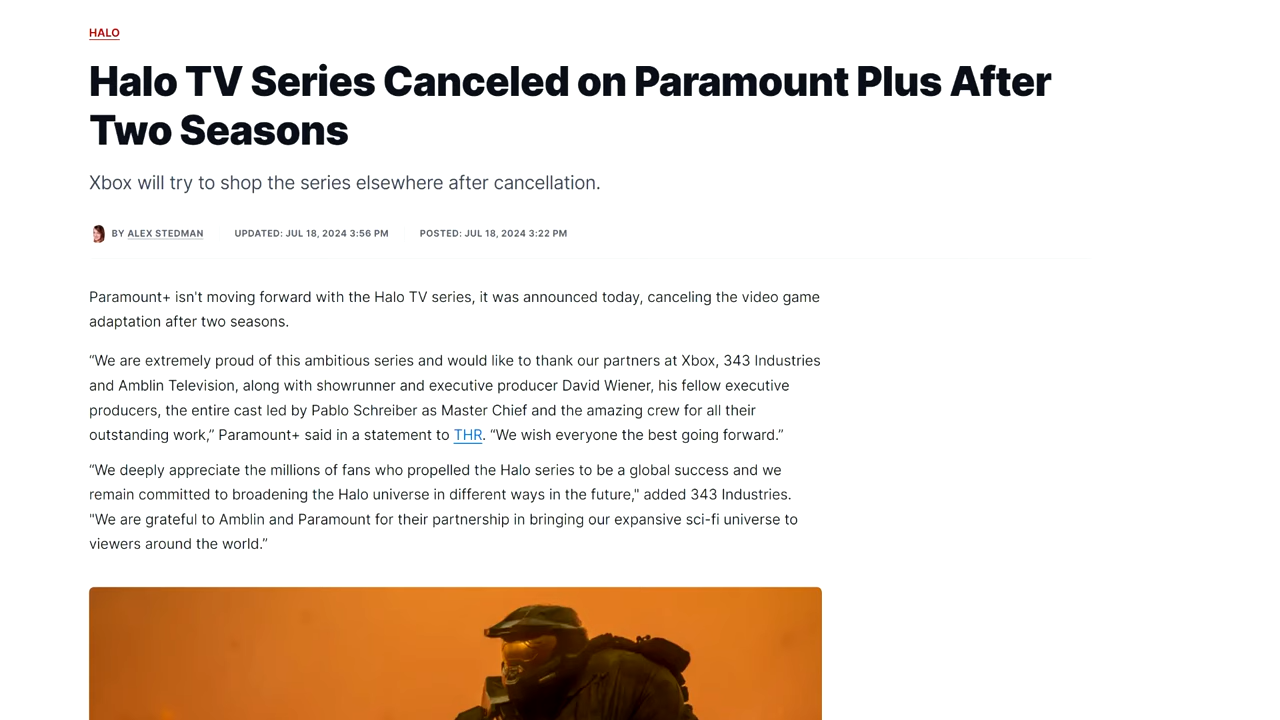 HALO
Halo TV Series Canceled on Paramount Plus After
Two Seasons
Xbox will try to shop the series elsewhere after cancellation.
BY ALEX STEDMAN UPDATED: JUL 18, 2024 3:56 PM POSTED: JUL 18, 2024 3:22 PM
Paramount+ isn't moving forward with the Halo TV series, it was announced today, canceling the video game
adaptation after two seasons.
“We are extremely proud of this ambitious series and would like to thank our partners at Xbox, 343 Industries
and Amblin Television, along with showrunner and executive producer David Wiener, his fellow executive
producers, the entire cast led by Pablo Schreiber as Master Chief and the amazing crew for all their
outstanding work,” Paramount+ said in a statement to THR. “We wish everyone the best going forward.”
“We deeply appreciate the millions of fans who propelled the Halo series to be a global success and we
remain committed to broadening the Halo universe in different ways in the future," added 343 Industries.
"We are grateful to Amblin and Paramount for their partnership in bringing our expansive sci-fi universe to
viewers around the world.”